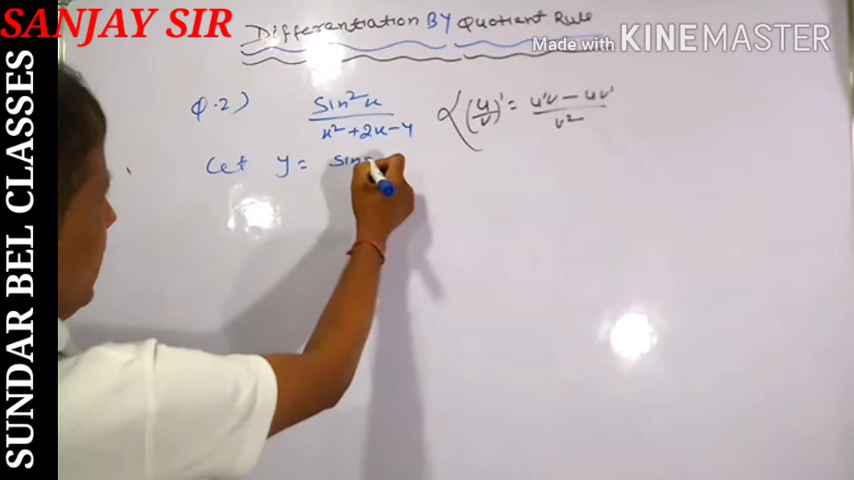 SANJAY SIR
Differentiation BY Quotient Rule
Made with KINEMASTER
SUNDAR BEL CLASSES
Q.2) Sin²x / x²+2x-4
(u/v)' = u'v - uv' / v²
Let y = sin